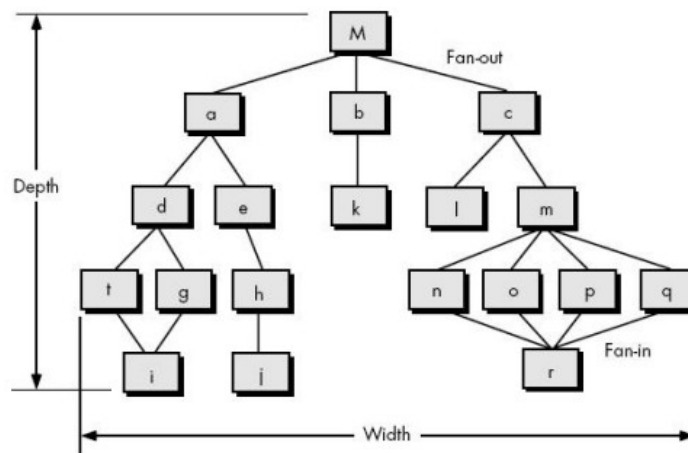 M
Fan-out
a b c
Depth
d e k l m
t g h n o p q
Fan-in
i j r
Width